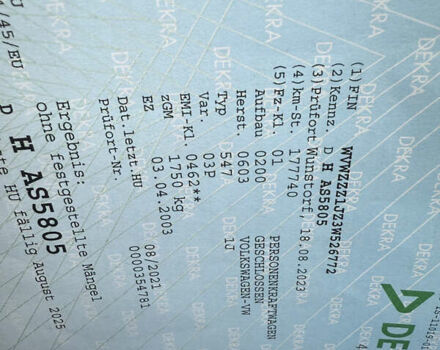 DEKRA
(1)FIN WVWZZZ1JZ3W526772
(2)Kennz. D H AS5805
(3)Prüfort Wunstorf, 18.08.2023
(4)km-St. 177740
(5)Fz-Kl. 01 PERSONENKRAFTWAGEN
Aufbau 0200 GESCHLOSSEN
Herst. 0603 VOLKSWAGEN-VW
Typ 547 1J
Var. 03P
EMI-Kl. 0462**
zGM 1750 kg
EZ 03.04.2003
Dat.letzt.HU 08/2021
Prüfort-Nr. 0000354781
Ergebnis:
ohne festgestellte Mängel
D H AS5805
HU fällig August 2025
/45/EU